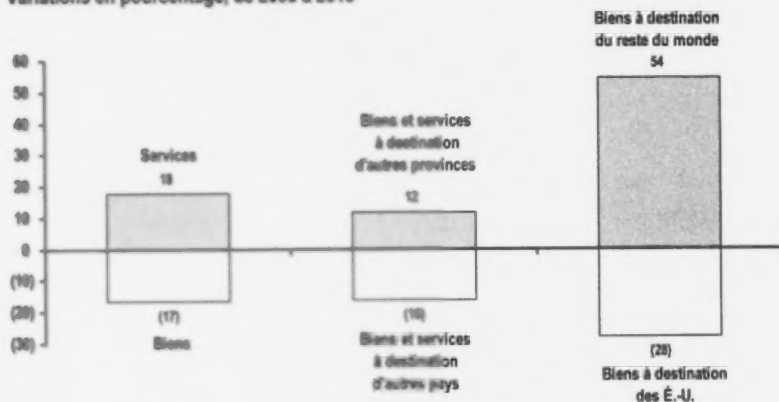 Variations en pourcentage, de
Biens à destination
du reste du monde
54
60
50
40
30
20
10
0
(10)
(20)
(30)
Services
18
Biens et services
à destination
d'autres provinces
12
(17)
Biens
(16)
Biens et services
à destination
d'autres pays
(28)
Biens à destination
des É.-U.